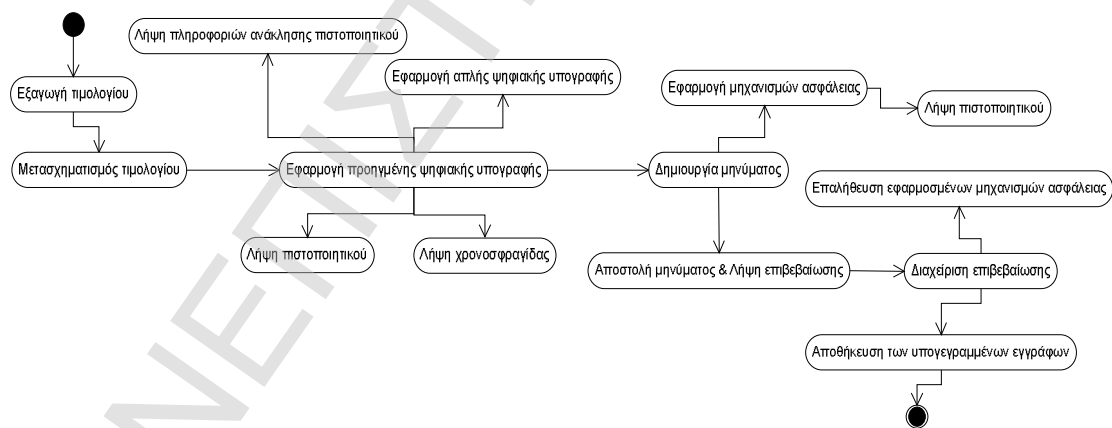 Λήψη πληροφοριών ανάκλησης πιστοποιητικού
Εφαρμογή απλής ψηφιακής υπογραφής
Εφαρμογή μηχανισμών ασφάλειας
Εξαγωγή τιμολογίου
Λήψη πιστοποιητικού
Μετασχηματισμός τιμολογίου
Εφαρμογή προηγμένης ψηφιακής υπογραφής
Δημιουργία μηνύματος
Επαλήθευση εφαρμοσμένων μηχανισμών ασφάλειας
Λήψη πιστοποιητικού
Λήψη χρονοσφραγίδας
Αποστολή μηνύματος & Λήψη επιβεβαίωσης
Διαχείριση επιβεβαίωσης
Αποθήκευση των υπογεγραμμένων εγγράφων
ΝΕΠΙΣΤ